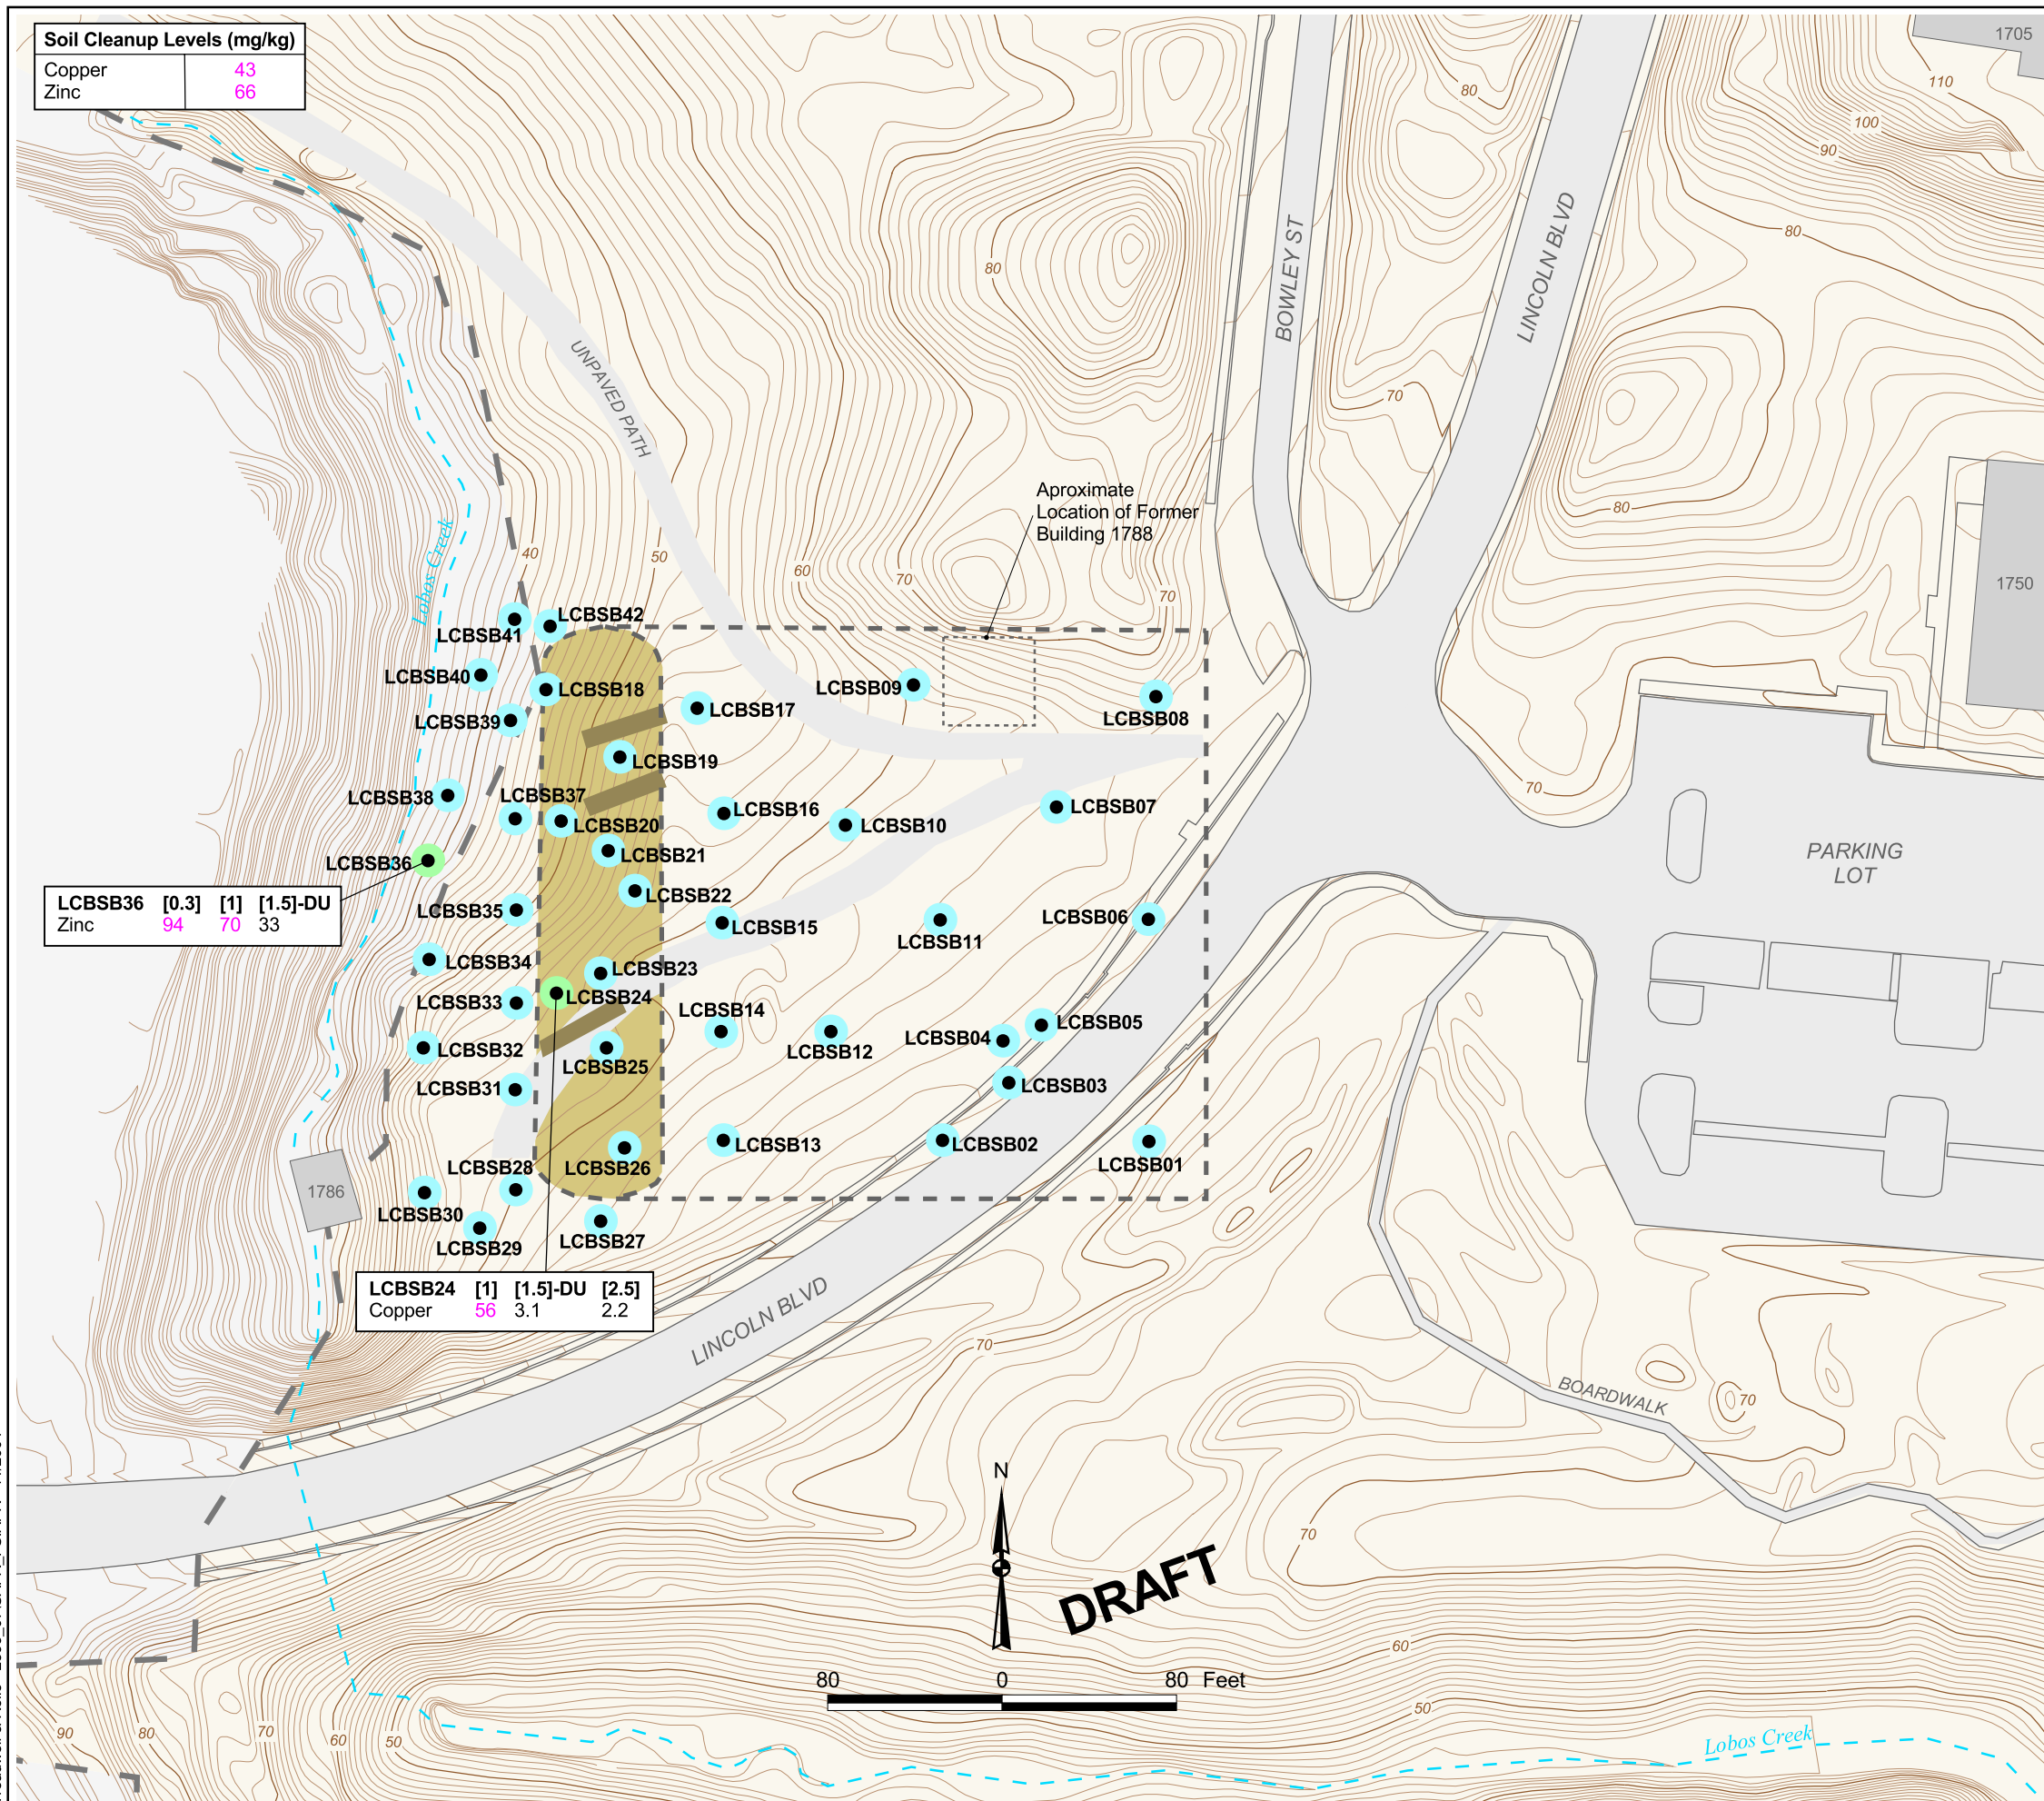 Soil Cleanup Levels (mg/kg)
Copper 43
Zinc 66
1705
110
100
90
80
80
80
70
80
1750
70
BOWLEY ST
LINCOLN BLVD
UNPAVED PATH
Aproximate
Location of Former
Building 1788
40
50
60
70
70
Lobos Creek
LCBSB42
LCBSB41
LCBSB40
LCBSB18
LCBSB39
LCBSB17
LCBSB09
LCBSB08
LCBSB19
LCBSB38
LCBSB37
LCBSB20
LCBSB16
LCBSB10
LCBSB07
LCBSB21
LCBSB36
LCBSB22
LCBSB35
LCBSB15
LCBSB11
LCBSB06
PARKING
LOT
LCBSB36 [0.3] [1] [1.5]-DU
Zinc 94 70 33
LCBSB34
LCBSB23
LCBSB24
LCBSB33
LCBSB14
LCBSB12
LCBSB04
LCBSB05
LCBSB32
LCBSB25
LCBSB31
LCBSB03
LCBSB13
LCBSB02
LCBSB01
LCBSB28
LCBSB26
1786
LCBSB30
LCBSB29
LCBSB27
LCBSB24 [1] [1.5]-DU [2.5]
Copper 56 3.1 2.2
LINCOLN BLVD
70
BOARDWALK
70
70
N
DRAFT
80 0 80 Feet
60
50
90
80
70
60
50
Lobos Creek